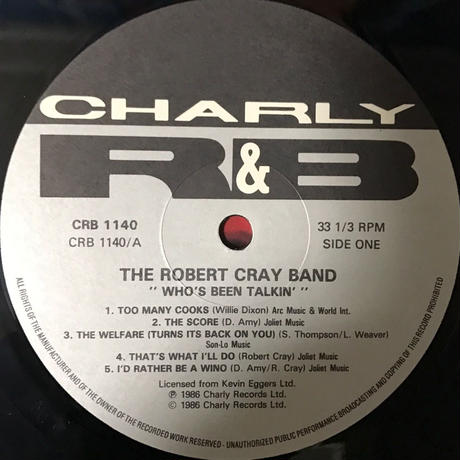 CHARLY
R&B
CRB 1140
CRB 1140/A
33 1/3 RPM
SIDE ONE
THE ROBERT CRAY BAND
" WHO'S BEEN TALKIN' "
1. TOO MANY COOKS (Willie Dixon) Arc Music & World Int.
2. THE SCORE (D. Amy) Joliet Music
3. THE WELFARE (TURNS ITS BACK ON YOU) (S. Thompson/L. Weaver)
Son-Lo Music
4. THAT'S WHAT I'LL DO (Robert Cray) Joliet Music
5. I'D RATHER BE A WINO (D. Amy/R. Cray) Joliet Music
Licensed from Kevin Eggers Ltd.
℗ 1986 Charly Records Ltd.
© 1986 Charly Records Ltd.
ALL RIGHTS OF THE MANUFACTURER AND OF THE OWNER OF THE RECORDED WORK RESERVED - UNAUTHORIZED PUBLIC PERFORMANCE BROADCASTING AND COPYING OF THIS RECORD PROHIBITED